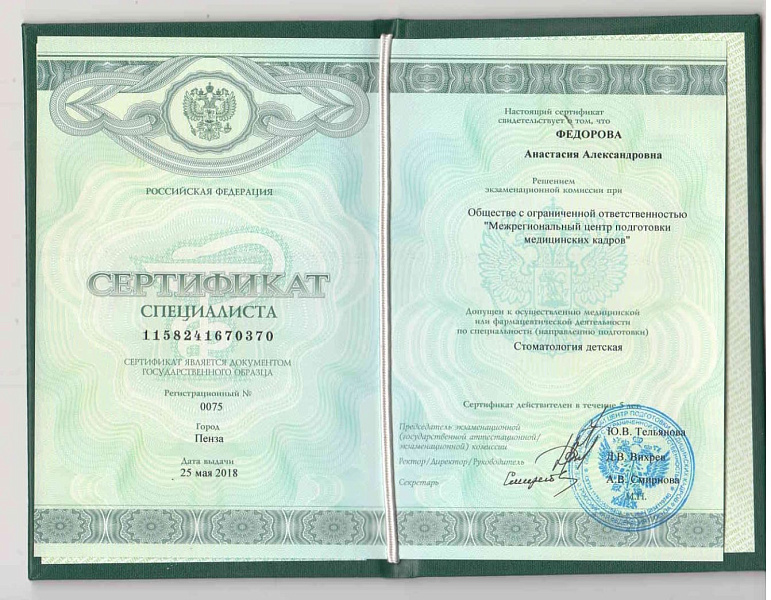 РОССИЙСКАЯ ФЕДЕРАЦИЯ
СЕРТИФИКАТ
СПЕЦИАЛИСТА
1158241670370
СЕРТИФИКАТ ЯВЛЯЕТСЯ ДОКУМЕНТОМ
ГОСУДАРСТВЕННОГО ОБРАЗЦА
Регистрационный №
0075
Город
Пенза
Дата выдачи
25 мая 2018
Настоящий сертификат
свидетельствует о том, что
ФЕДОРОВА
Анастасия Александровна
Решением
экзаменационной комиссии при
Обществе с ограниченной ответственностью
"Межрегиональный центр подготовки
медицинских кадров"
Допущен к осуществлению медицинской
или фармацевтической деятельности
по специальности (направлению подготовки)
Стоматология детская
Сертификат действителен в течение 5 лет
Председатель экзаменационной
(государственной аттестационной/
экзаменационной) комиссии
Ю.В. Тельянова
Ректор/Директор/Руководитель
Д.В. Вихрев
Секретарь
А.В. Смирнова
М.П.